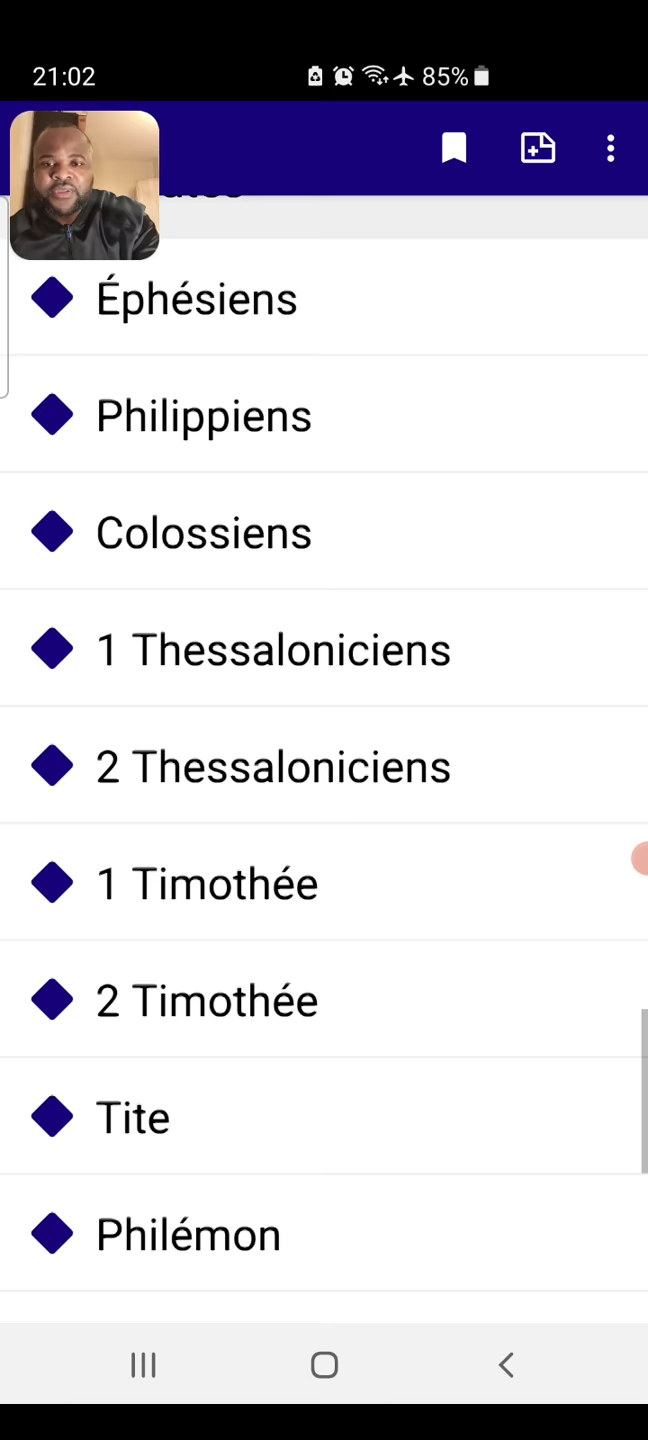 21:02
85%
Éphésiens
Philippiens
Colossiens
1 Thessaloniciens
2 Thessaloniciens
1 Timothée
2 Timothée
Tite
Philémon